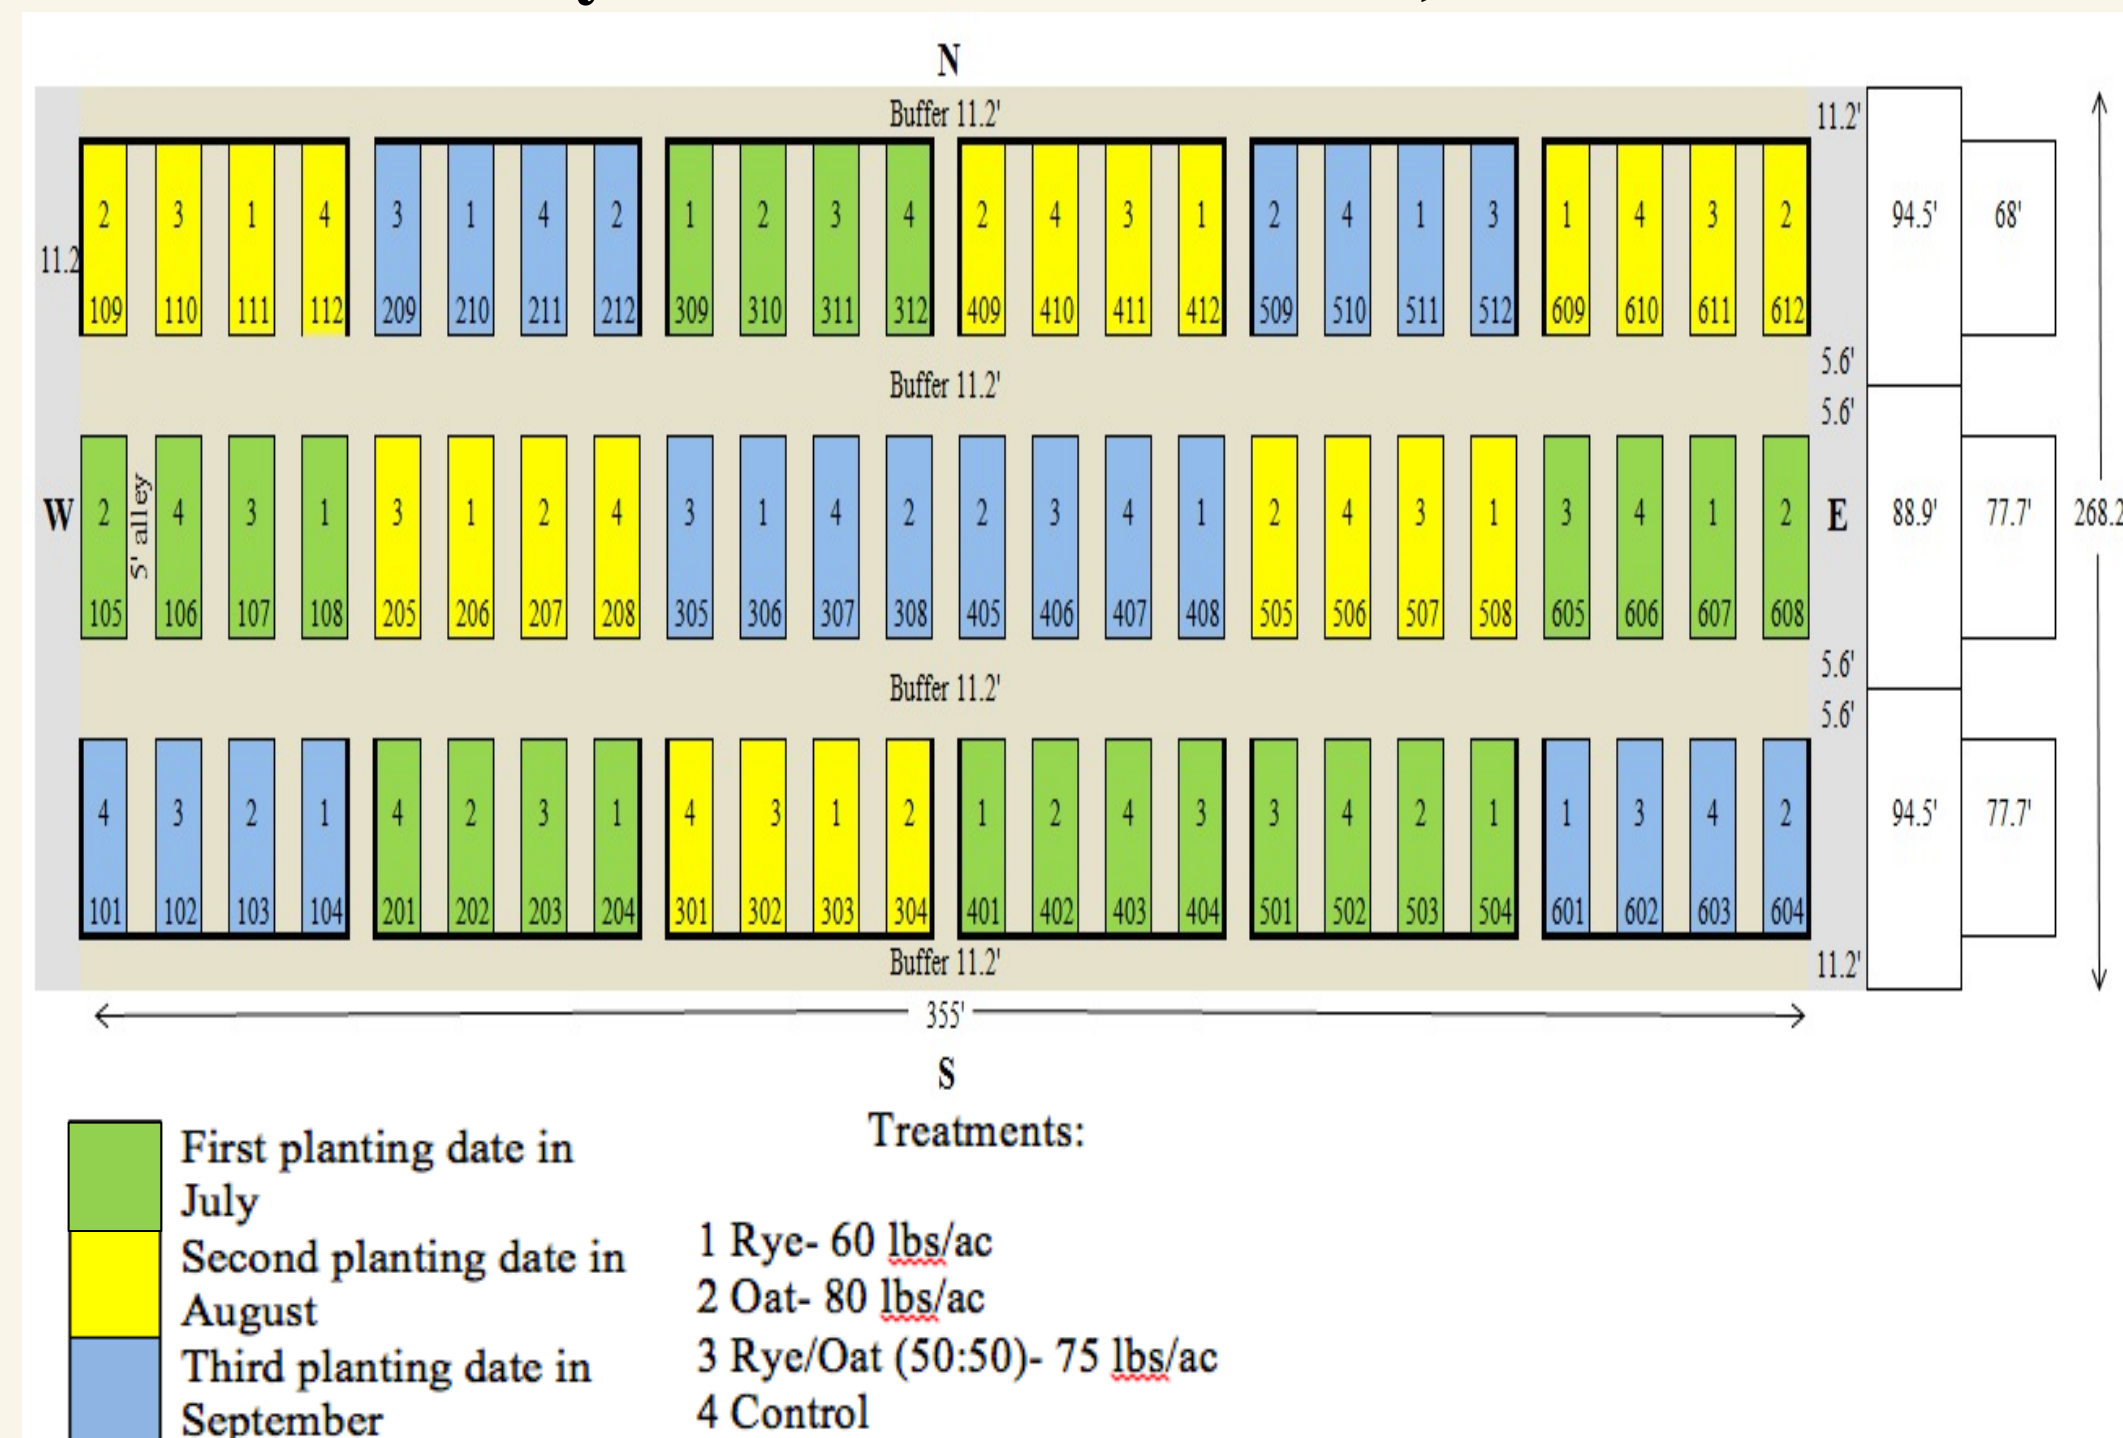 N
Buffer 11.2' 11.2'
2 3 1 4 3 1 4 2 1 2 3 4 2 4 3 1 2 4 1 3 1 4 3 2 94.5' 68'
11.2
109 110 111 112 209 210 211 212 309 310 311 312 409 410 411 412 509 510 511 512 609 610 611 612
5.6'
Buffer 11.2'
5.6'
W 2 5' alley 4 3 1 3 1 2 4 3 1 4 2 2 3 4 1 2 4 3 1 3 4 1 2 E 88.9' 77.7' 268.2
105 106 107 108 205 206 207 208 305 306 307 308 405 406 407 408 505 506 507 508 605 606 607 608
5.6'
Buffer 11.2'
5.6'
4 3 2 1 4 2 3 1 4 3 1 2 1 2 4 3 3 4 2 1 1 3 4 2 94.5' 77.7'
101 102 103 104 201 202 203 204 301 302 303 304 401 402 403 404 501 502 503 504 601 602 603 604
Buffer 11.2' 11.2'
355'
S
First planting date in
July
Second planting date in
August
Third planting date in
September
Treatments:
1 Rye- 60 lbs/ac
2 Oat- 80 lbs/ac
3 Rye/Oat (50:50)- 75 lbs/ac
4 Control